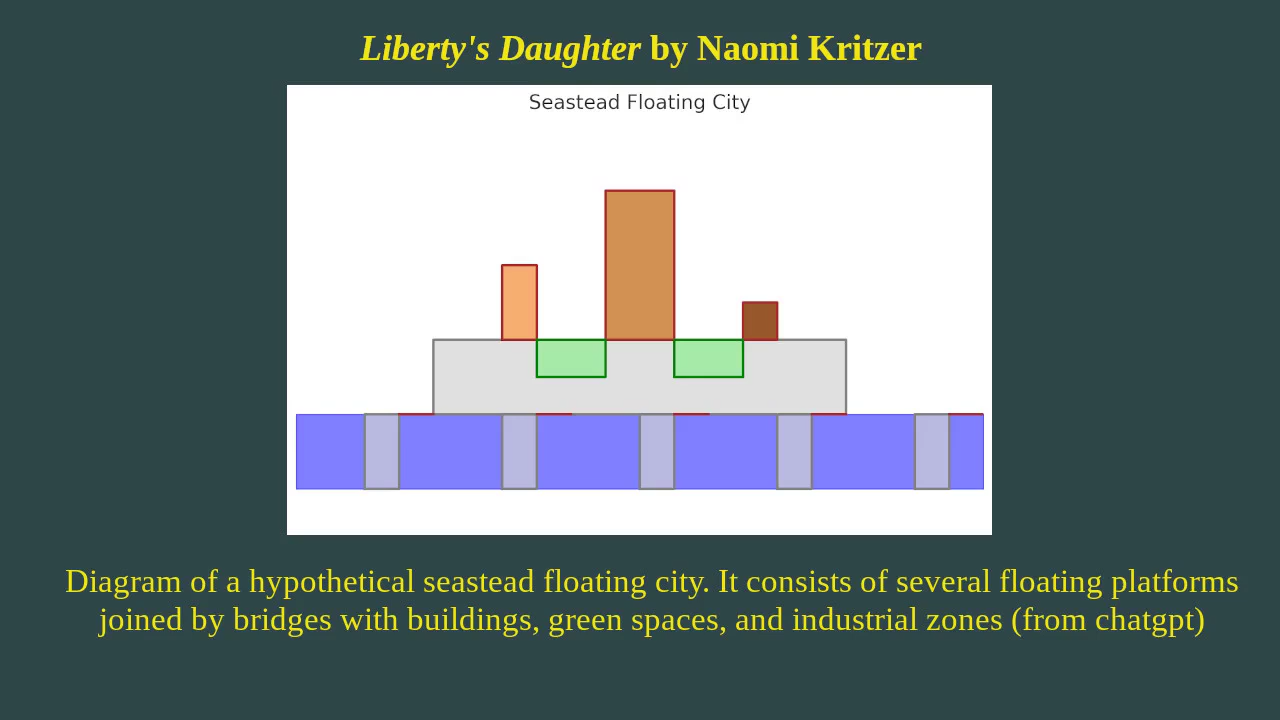 Liberty's Daughter by Naomi Kritzer
Seastead Floating City
Diagram of a hypothetical seastead floating city. It consists of several floating platforms
joined by bridges with buildings, green spaces, and industrial zones (from chatgpt)